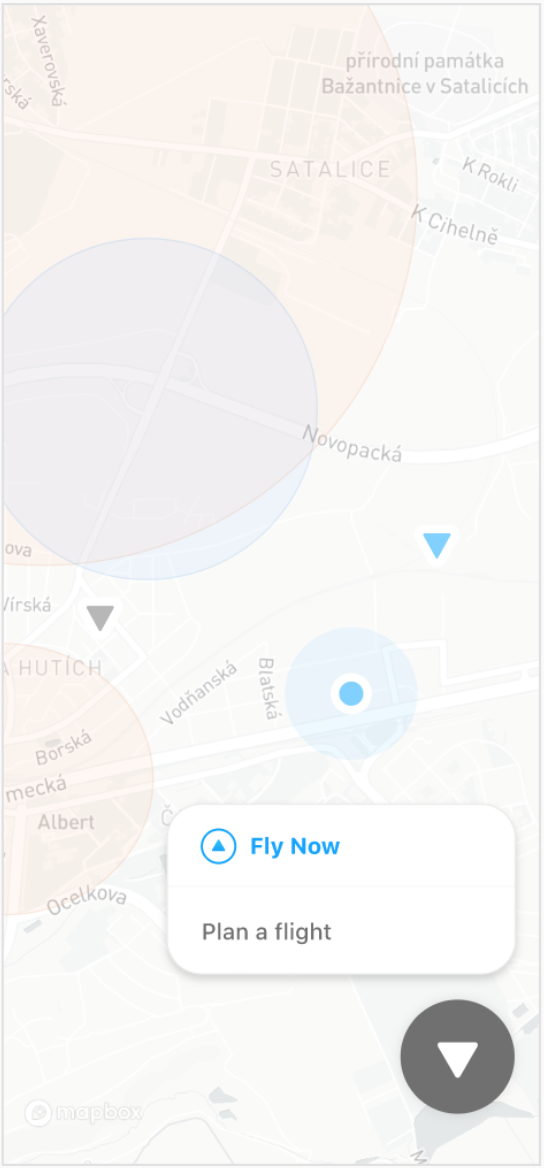 Xaverovská
rská
přírodní památka
Bažantnice v Satalicích
SATALICE
K Rokli
K Cihelně
Novopacká
ova
Vírská
A HUTÍCH
Vodňanská
Blatská
Borská
mecká
Albert
Č
Fly Now
Ocelkova
Plan a flight
mapbox
M